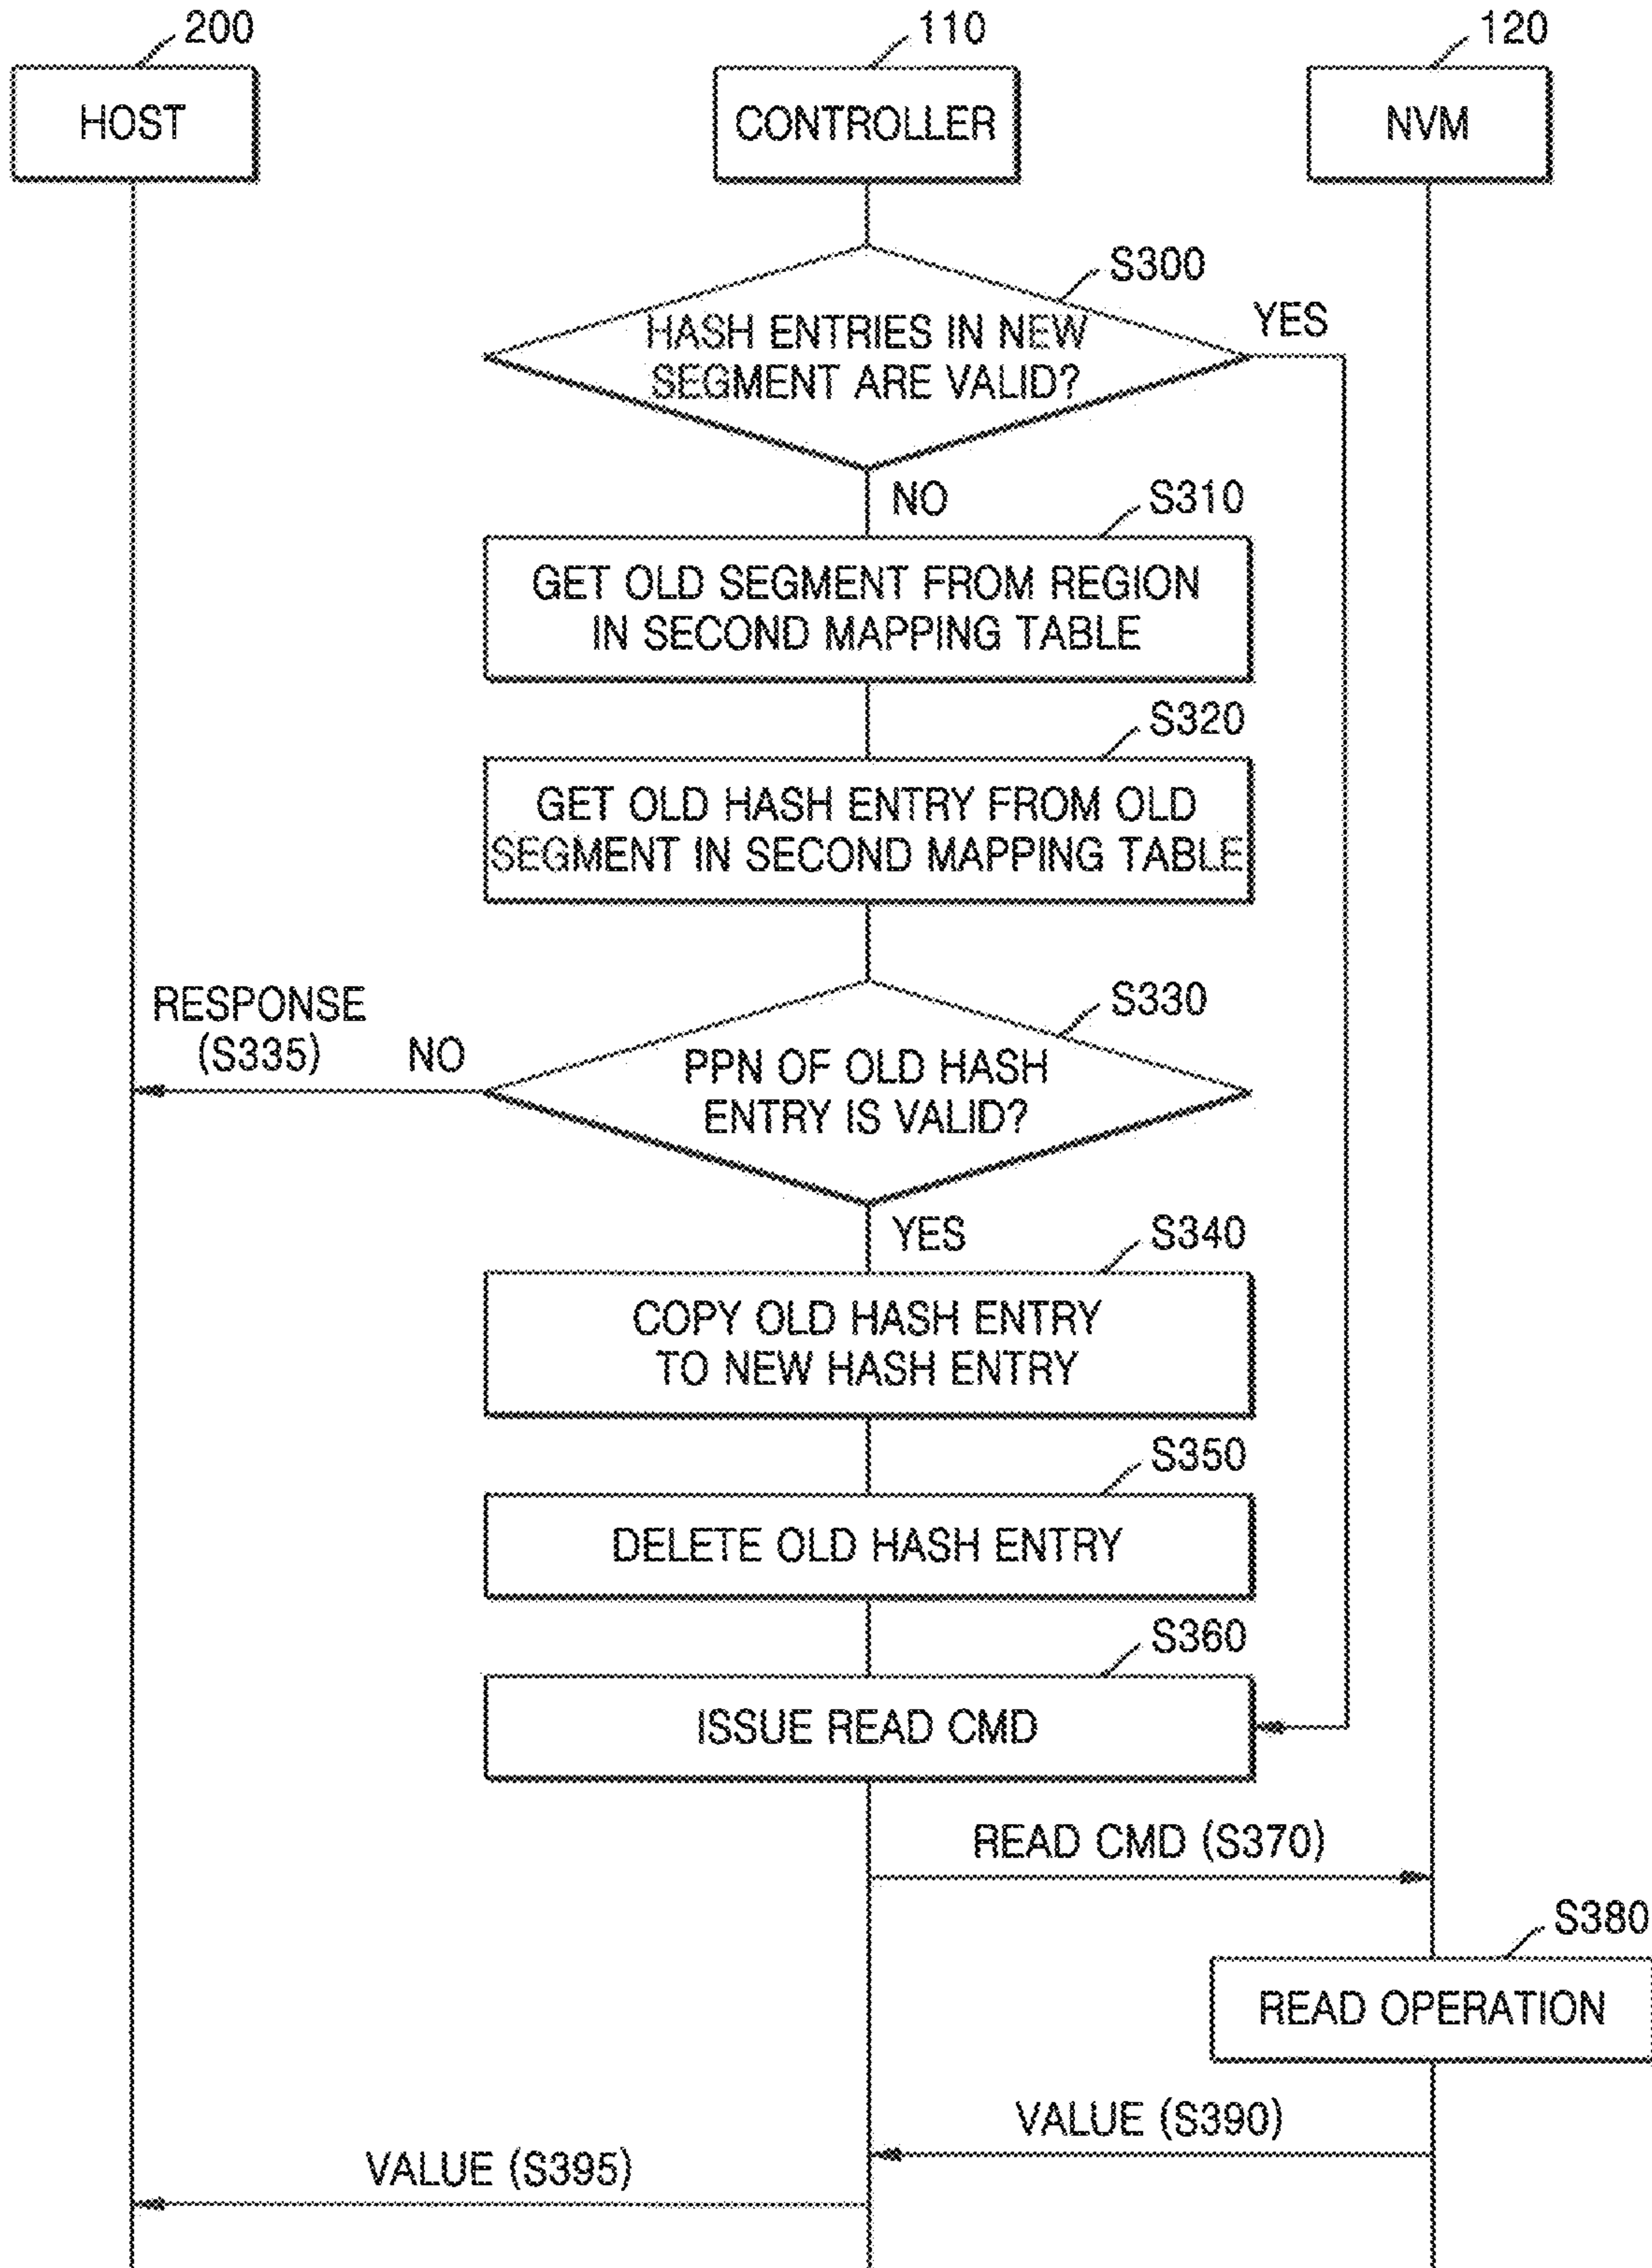 200
110
120
HOST
CONTROLLER
NVM
S300
HASH ENTRIES IN NEW
SEGMENT ARE VALID?
YES
NO
S310
GET OLD SEGMENT FROM REGION
IN SECOND MAPPING TABLE
S320
GET OLD HASH ENTRY FROM OLD
SEGMENT IN SECOND MAPPING TABLE
S330
RESPONSE
(S335)
NO
PPN OF OLD HASH
ENTRY IS VALID?
YES
S340
COPY OLD HASH ENTRY
TO NEW HASH ENTRY
S350
DELETE OLD HASH ENTRY
S360
ISSUE READ CMD
READ CMD (S370)
S380
READ OPERATION
VALUE (S390)
VALUE (S395)